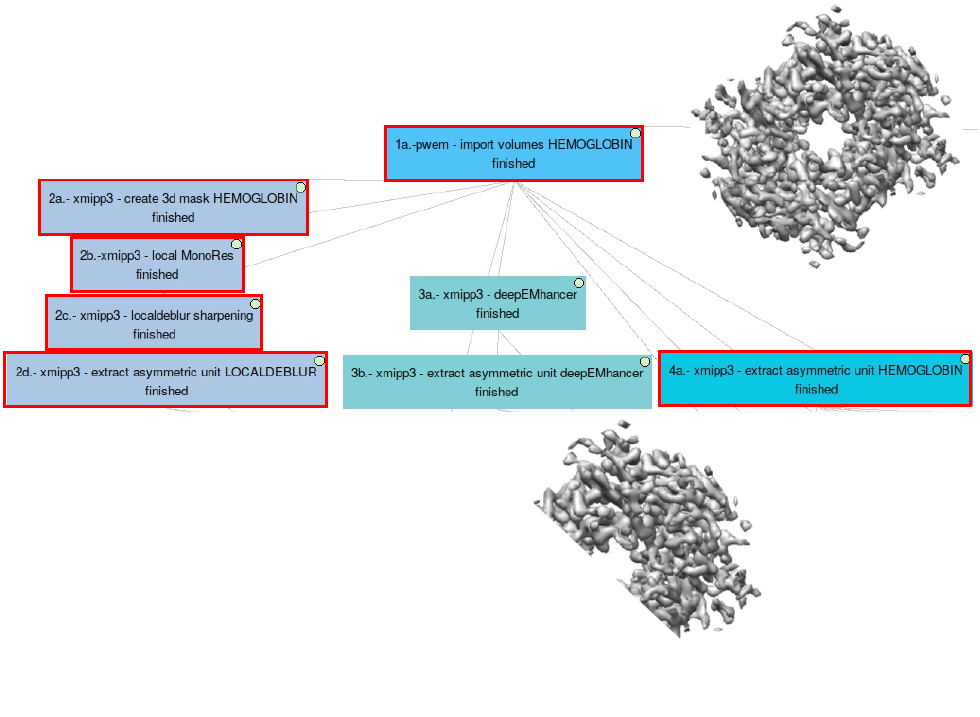 1a.-pwem - import volumes HEMOGLOBIN
finished
2a.- xmipp3 - create 3d mask HEMOGLOBIN
finished
2b.-xmipp3 - local MonoRes
finished
2c.- xmipp3 - localdeblur sharpening
finished
2d.- xmipp3 - extract asymmetric unit LOCALDEBLUR
finished
3a.- xmipp3 - deepEMhancer
finished
3b.- xmipp3 - extract asymmetric unit deepEMhancer
finished
4a.- xmipp3 - extract asymmetric unit HEMOGLOBIN
finished